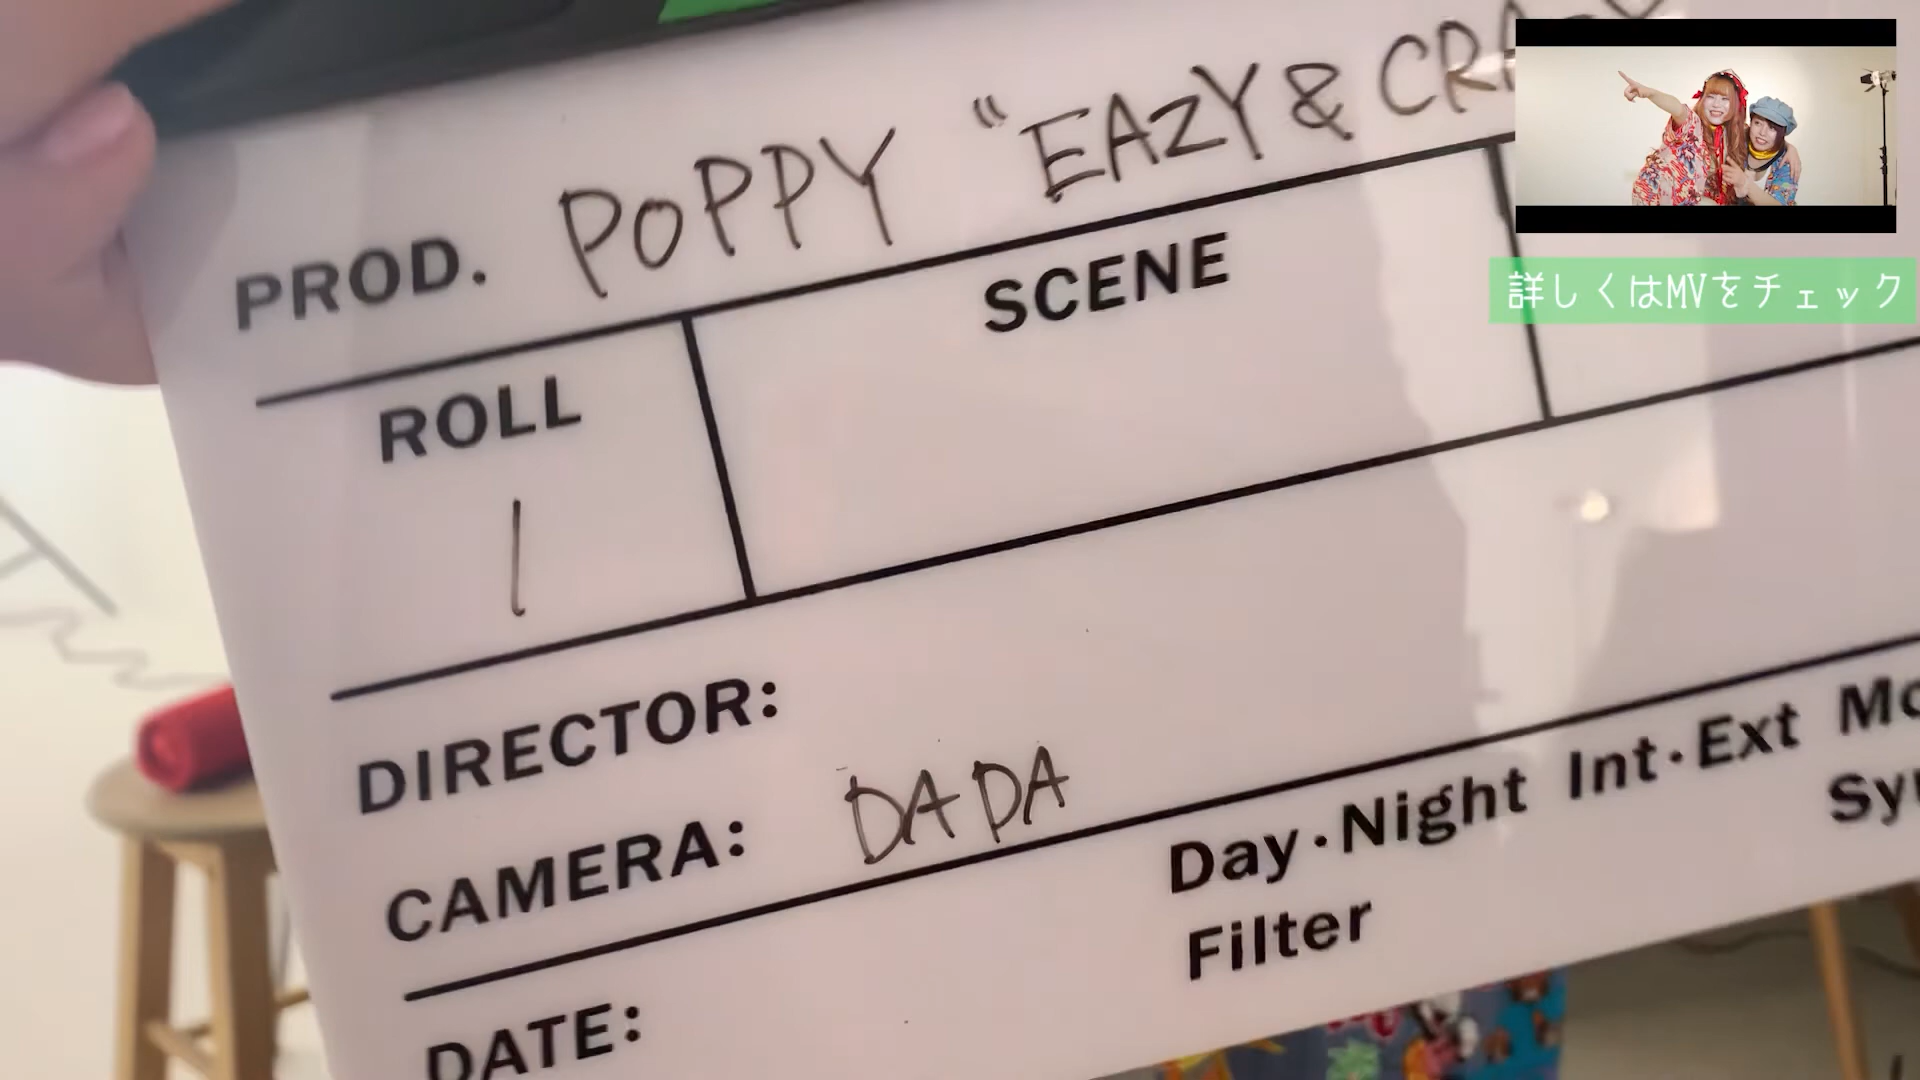 PROD. POPPY "EAZY &
詳しくはMVをチェック
ROLL SCENE
1
DIRECTOR:
CAMERA: DADA
Day・Night Int・Ext
Filter
DATE: